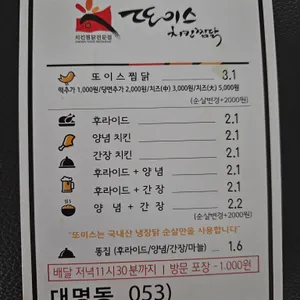 또이스
치킨찜닭
치킨찜닭전문점
또이스찜닭 3.1
떡추가 1,000원/당면추가 2,000원/치즈(中) 3,000원/치즈(大) 5,000원
(순살변경+2000원)
후라이드 2.1
양념 치킨 2.1
간장 치킨 2.1
후라이드 + 양념 2.1
후라이드 + 간장 2.1
양념 + 간장 2.2
(순살변경+2000원)
"또이스는 국내산 냉장닭 순살만을 사용합니다"
똥집 (후라이드/양념/간장/마늘) 1.6
배달 저녁11시30분까지 | 방문 포장 -1.000원
대명동 053)